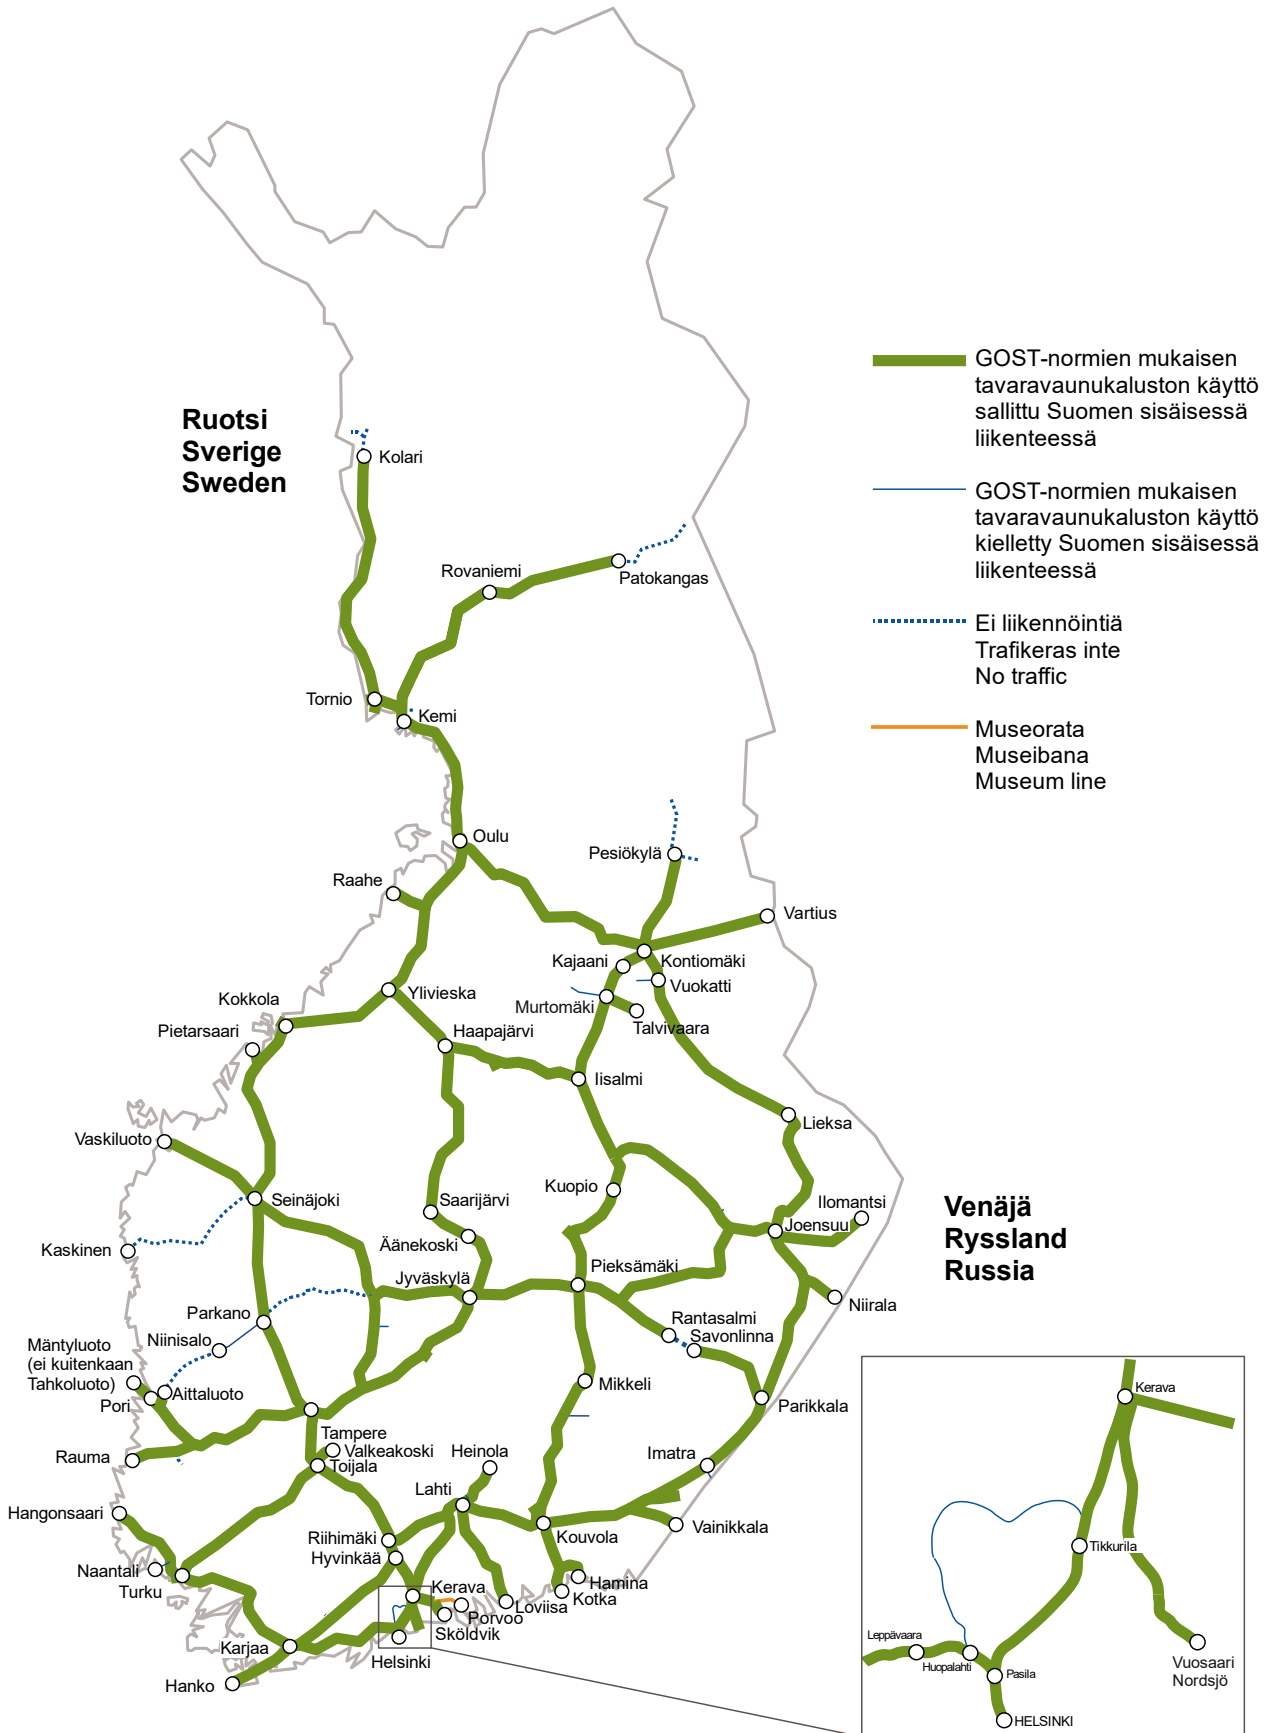 Ruotsi
Sverige
Sweden
GOST-normien mukaisen
tavaravaunukaluston käyttö
sallittu Suomen sisäisessä
liikenteessä
GOST-normien mukaisen
tavaravaunukaluston käyttö
kielletty Suomen sisäisessä
liikenteessä
Ei liikennöintiä
Trafikeras inte
No traffic
Museorata
Museibana
Museum line
Kolari
Rovaniemi
Patokangas
Tornio
Kemi
Oulu
Pesiökylä
Raahe
Vartius
Kajaani
Kontiomäki
Vuokatti
Ylivieska
Murtomäki
Kokkola
Talvivaara
Pietarsaari
Haapajärvi
Iisalmi
Lieksa
Vaskiluoto
Kuopio
Seinäjoki
Saarijärvi
Ilomantsi
Joensuu
Kaskinen
Äänekoski
Pieksämäki
Jyväskylä
Niirala
Parkano
Rantasalmi
Niinisalo
Savonlinna
Mäntyluoto
(ei kuitenkaan
Tahkoluoto)
Aittaluoto
Pori
Mikkeli
Parikkala
Tampere
Valkeakoski
Heinola
Imatra
Rauma
Toijala
Lahti
Hangonsaari
Riihimäki
Kouvola
Vainikkala
Hyvinkää
Naantali
Turku
Kerava
Hamina
Kotka
Loviisa
Porvoo
Sköldvik
Karjaa
Helsinki
Hanko
Venäjä
Ryssland
Russia
Kerava
Tikkurila
Leppävaara
Huopalahti
Pasila
Vuosaari
Nordsjö
HELSINKI